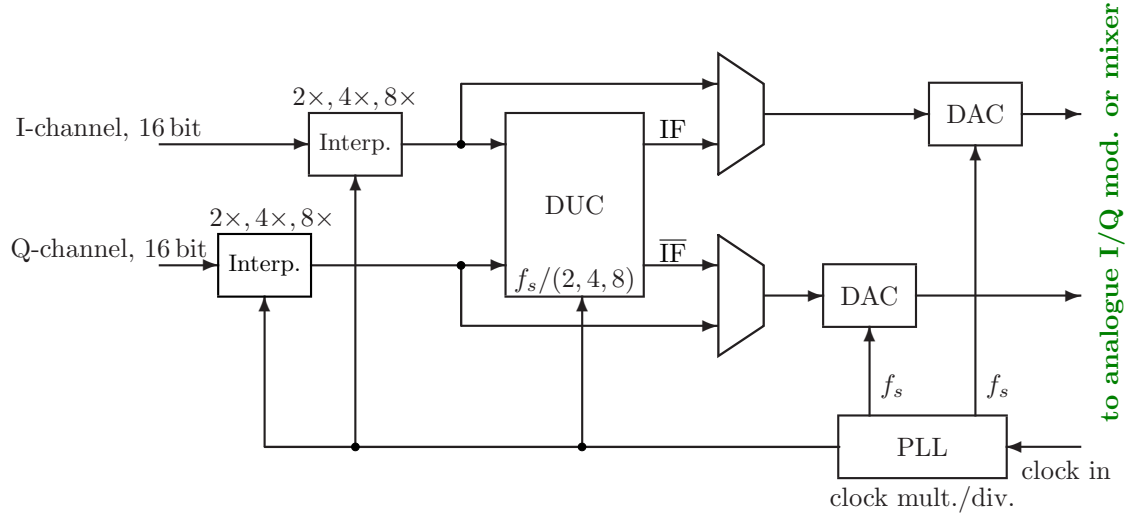 2×, 4×, 8×
I-channel, 16 bit
Interp.
IF
DAC
2×, 4×, 8×
Q-channel, 16 bit
Interp.
DUC
f_s/(2, 4, 8)
I̅F̅
DAC
f_s
f_s
PLL
clock in
clock mult./div.
to analogue I/Q mod. or mixer